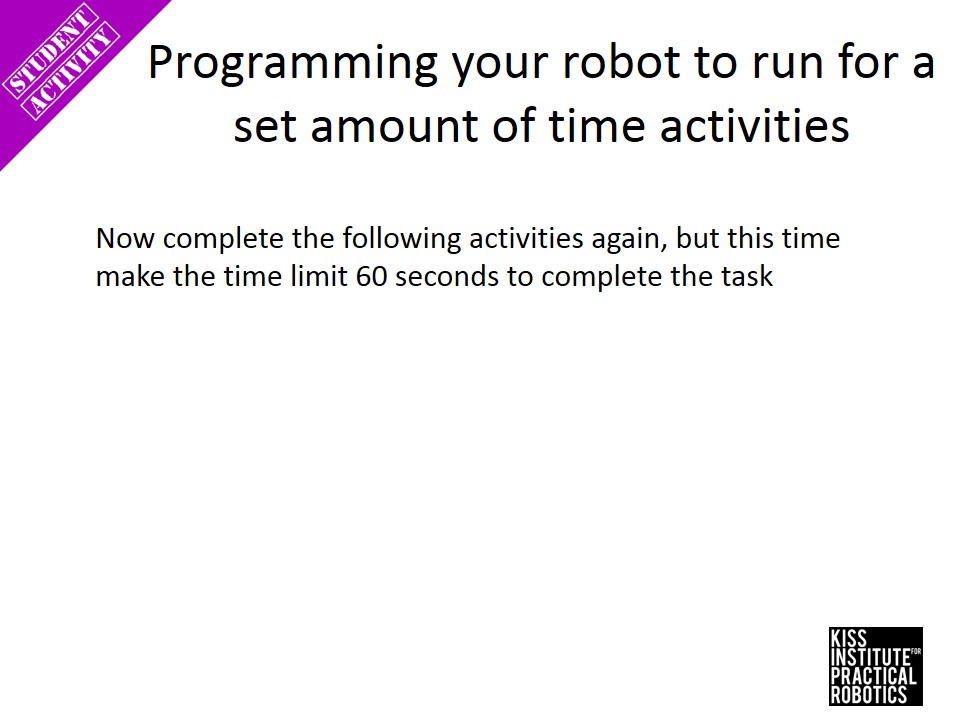 STUDENT
ACTIVITY
Programming your robot to run for a
set amount of time activities
Now complete the following activities again, but this time
make the time limit 60 seconds to complete the task
KISS
INSTITUTE FOR
PRACTICAL
ROBOTICS